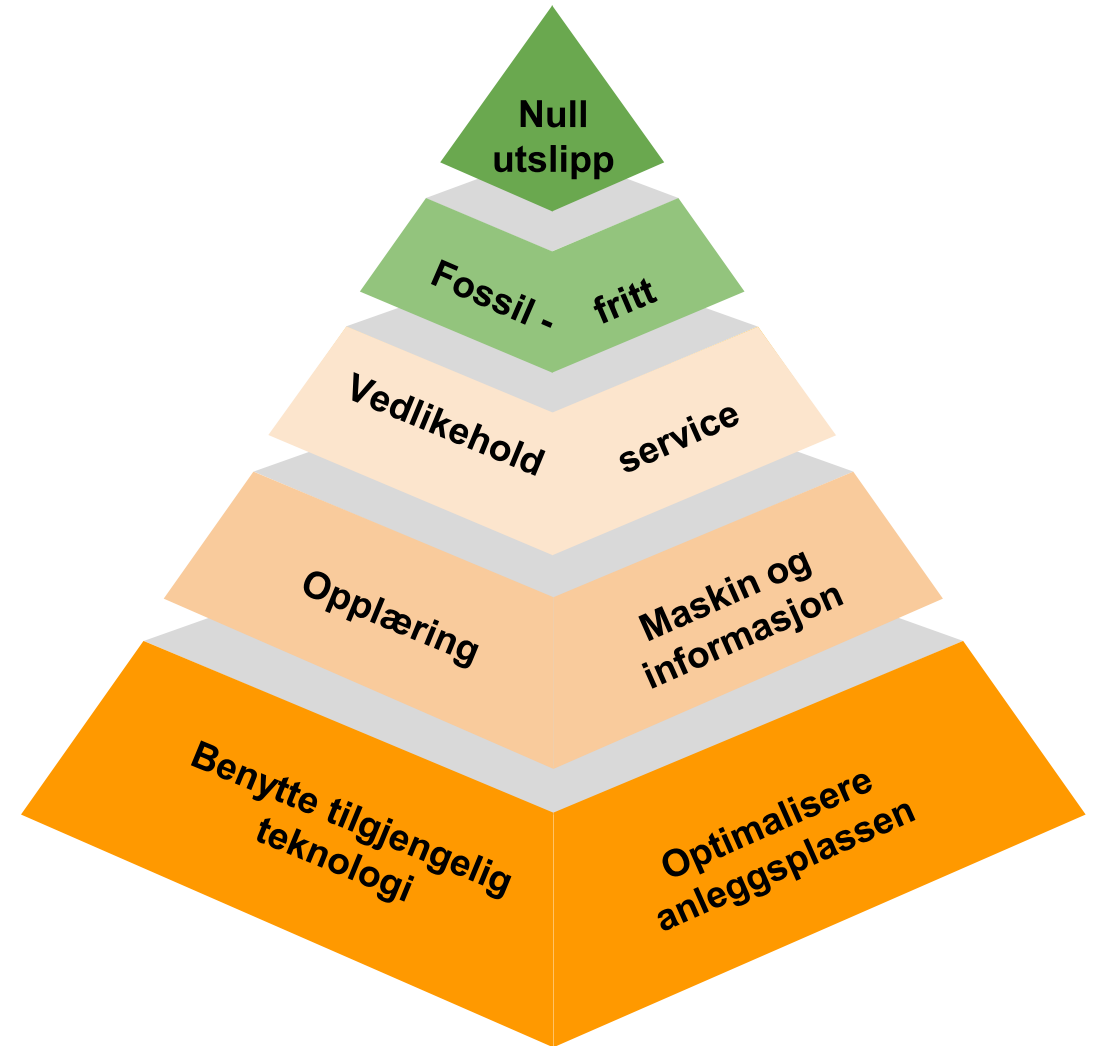 Null
utslipp
Fossil - fritt
Vedlikehold service
Opplæring
Maskin og
informasjon
Benytte tilgjengelig
teknologi
Optimalisere
anleggsplassen